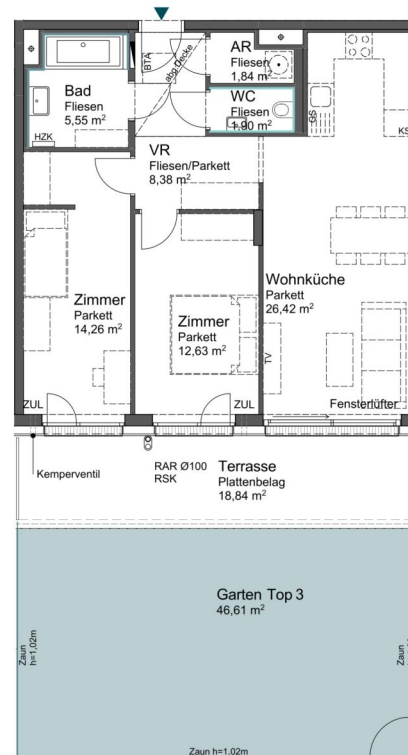 BTA
abg.Decke
AR
Fliesen
1,84 m²
Bad
Fliesen
5,55 m²
WC
Fliesen
1,90 m²
GS
KS
HZK
VR
Fliesen/Parkett
8,38 m²
Zimmer
Parkett
14,26 m²
Zimmer
Parkett
12,63 m²
Wohnküche
Parkett
26,42 m²
TV
ZUL
ZUL
Fensterlüfter
Kemperventil
RAR Ø100
RSK
Terrasse
Plattenbelag
18,84 m²
Garten Top 3
46,61 m²
Zaun
h=1,02m
Zaun
Zaun h=1.02m